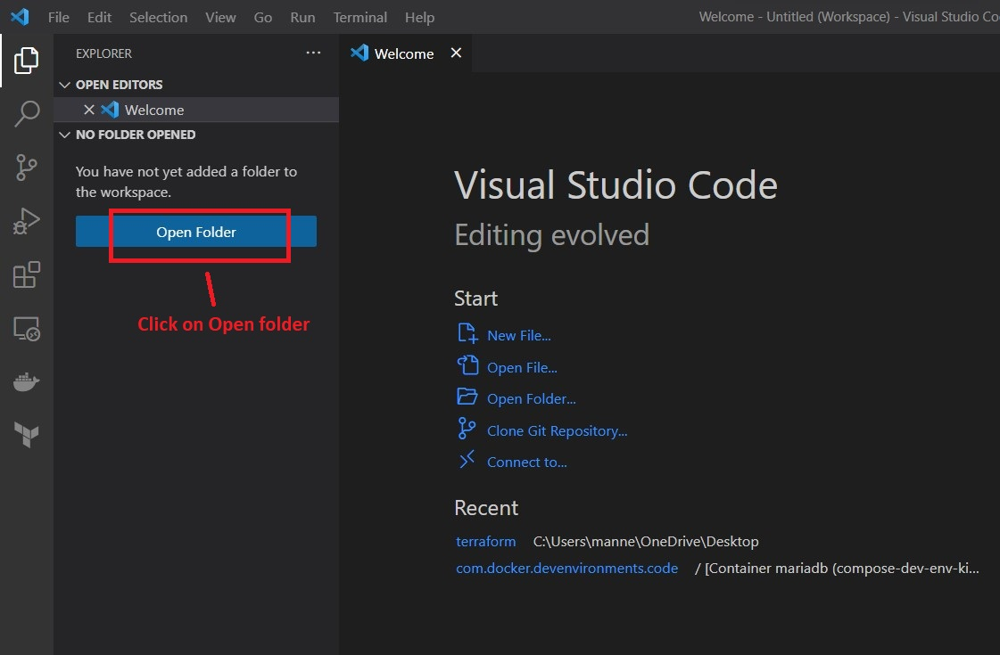 File Edit Selection View Go Run Terminal Help
Welcome - Untitled (Workspace) - Visual Studio Co
EXPLORER ...
Welcome
OPEN EDITORS
Welcome
NO FOLDER OPENED
You have not yet added a folder to
the workspace.
Open Folder
Click on Open folder
Visual Studio Code
Editing evolved
Start
New File...
Open File...
Open Folder...
Clone Git Repository...
Connect to...
Recent
terraform C:\Users\manne\OneDrive\Desktop
com.docker.devenvironments.code / [Container mariadb (compose-dev-env-ki...